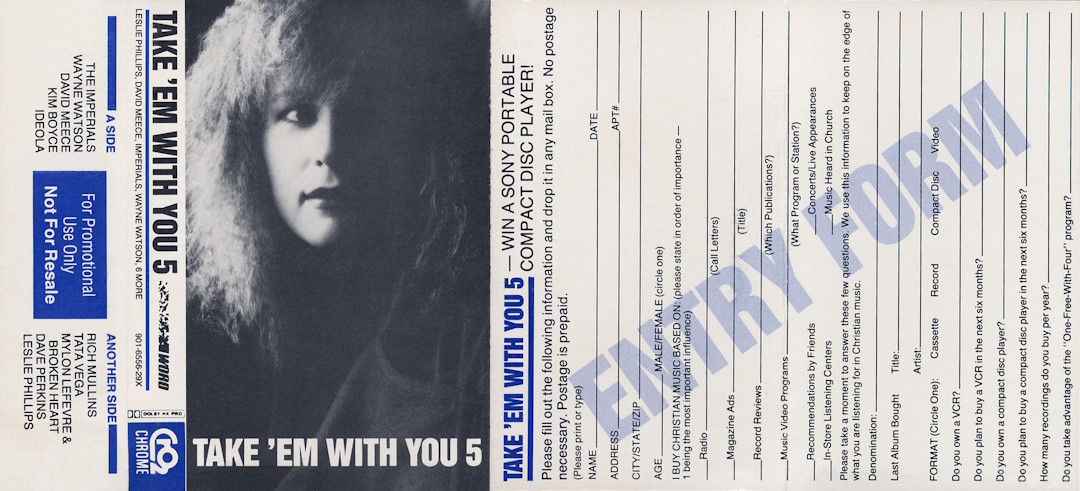 A SIDE
THE IMPERIALS
WAYNE WATSON
DAVID MEECE
KIM BOYCE
IDEOLA
For Promotional
Use Only
Not For Resale
ANOTHER SIDE
RICH MULLINS
TATA VEGA
MYLON LEFEVRE &
BROKEN HEART
DAVE PERKINS
LESLIE PHILLIPS
TAKE 'EM WITH YOU 5
LESLIE PHILLIPS, DAVID MEECE, IMPERIALS, WAYNE WATSON, 6 MORE
WORD
901-6556-29X
DOLBY HX PRO
CrO2
CHROME
TAKE 'EM WITH YOU 5
TAKE 'EM WITH YOU 5 — WIN A SONY PORTABLE
COMPACT DISC PLAYER!
Please fill out the following information and drop it in any mail box. No postage
necessary. Postage is prepaid.
(Please print or type)
NAME DATE
ADDRESS APT#
CITY/STATE/ZIP
AGE MALE/FEMALE (circle one)
I BUY CHRISTIAN MUSIC BASED ON: (please state in order of importance —
1 being the most important influence)
Radio (Call Letters)
Magazine Ads (Title)
Record Reviews (Which Publications?)
Music Video Programs (What Program or Station?)
Recommendations by Friends Concerts/Live Appearances
In-Store Listening Centers Music Heard in Church
Please take a moment to answer these few questions. We use this information to keep on the edge of
what you are listening for in Christian music.
Denomination:
Last Album Bought Title:
Artist:
FORMAT (Circle One): Cassette Record Compact Disc Video
Do you own a VCR?
Do you plan to buy a VCR in the next six months?
Do you own a compact disc player?
Do you plan to buy a compact disc player in the next six months?
How many recordings do you buy per year?
Do you take advantage of the "One-Free-With-Four" program?
ENTRY FORM